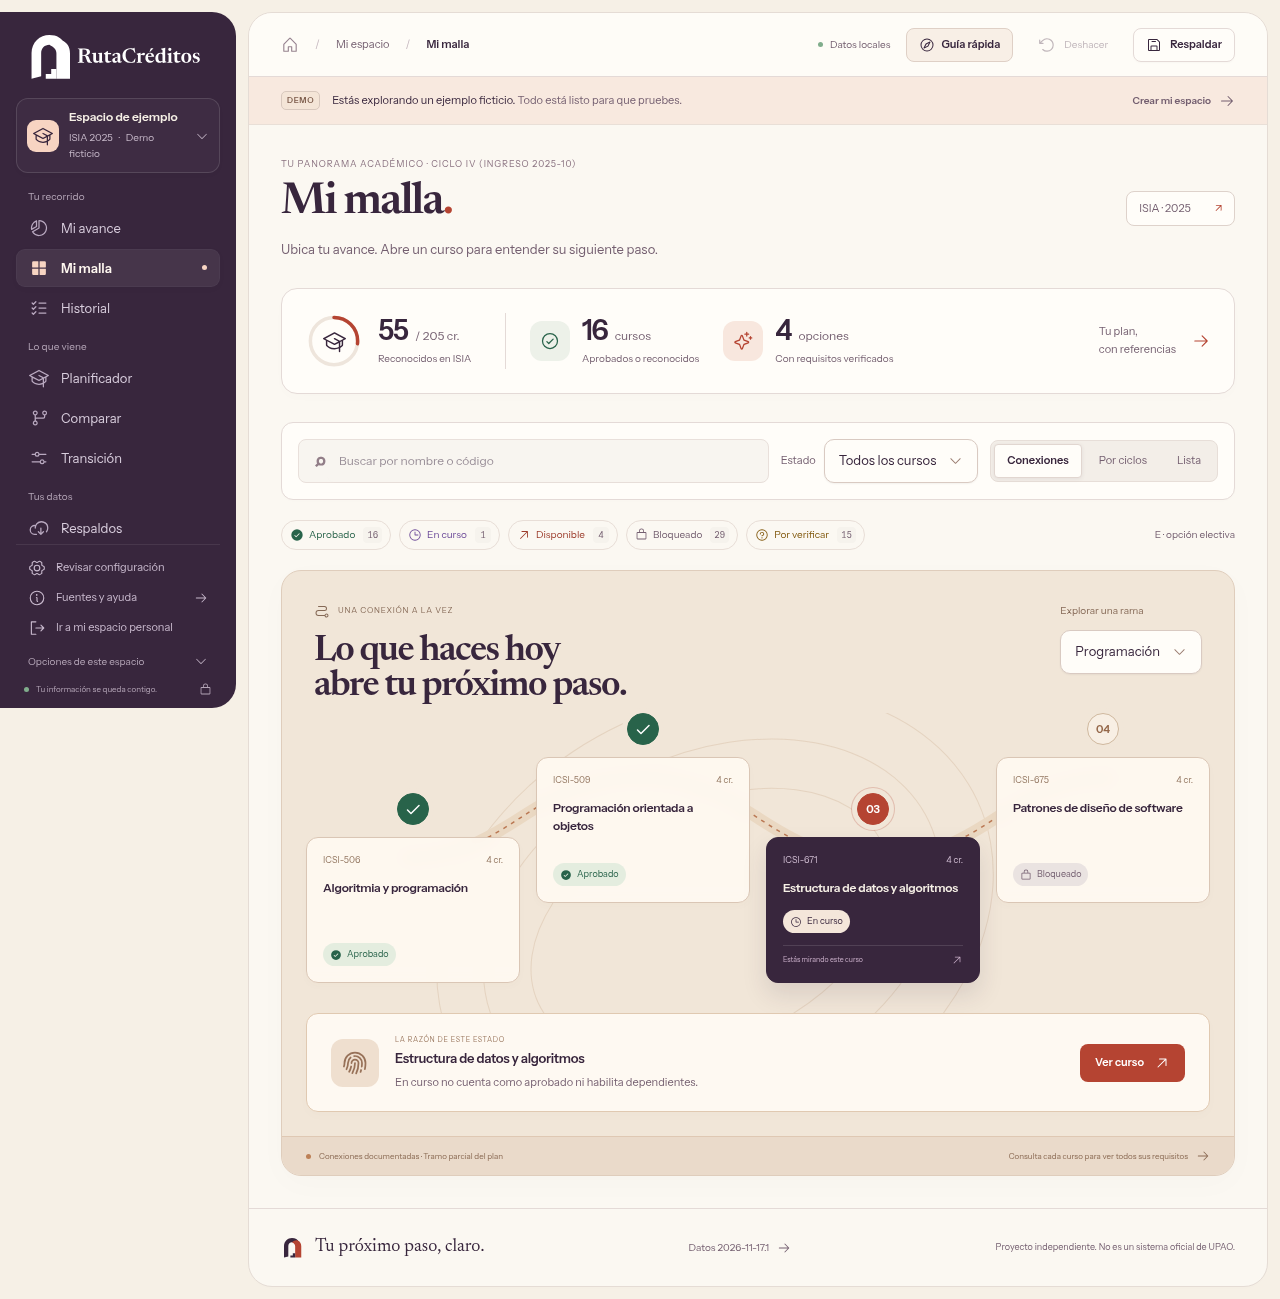 RutaCréditos
Espacio de ejemplo
ISIA 2025 · Demo
ficticio
Tu recorrido
Mi avance
Mi malla
Historial
Lo que viene
Planificador
Comparar
Transición
Tus datos
Respaldos
Revisar configuración
Fuentes y ayuda
Ir a mi espacio personal
Opciones de este espacio
Tu información se queda contigo.
/ Mi espacio / Mi malla
Datos locales
Guía rápida
Deshacer
Respaldar
DEMO Estás explorando un ejemplo ficticio. Todo está listo para que pruebes.
Crear mi espacio
TU PANORAMA ACADÉMICO · CICLO IV (INGRESO 2025-10)
Mi malla.
ISIA · 2025
Ubica tu avance. Abre un curso para entender su siguiente paso.
55 / 205 cr.
Reconocidos en ISIA
16 cursos
Aprobados o reconocidos
4 opciones
Con requisitos verificados
Tu plan,
con referencias
Buscar por nombre o código
Estado
Todos los cursos
Conexiones
Por ciclos
Lista
Aprobado 16
En curso 1
Disponible 4
Bloqueado 29
Por verificar 15
E · opción electiva
UNA CONEXIÓN A LA VEZ
Lo que haces hoy
abre tu próximo paso.
Explorar una rama
Programación
ICSI-506 4 cr.
Algoritmia y programación
Aprobado
ICSI-509 4 cr.
Programación orientada a
objetos
Aprobado
03
ICSI-671 4 cr.
Estructura de datos y algoritmos
En curso
Estás mirando este curso
04
ICSI-675 4 cr.
Patrones de diseño de software
Bloqueado
LA RAZÓN DE ESTE ESTADO
Estructura de datos y algoritmos
En curso no cuenta como aprobado ni habilita dependientes.
Ver curso
Conexiones documentadas · Tramo parcial del plan
Consulta cada curso para ver todos sus requisitos
Tu próximo paso, claro.
Datos 2026-11-17.1
Proyecto independiente. No es un sistema oficial de UPAO.